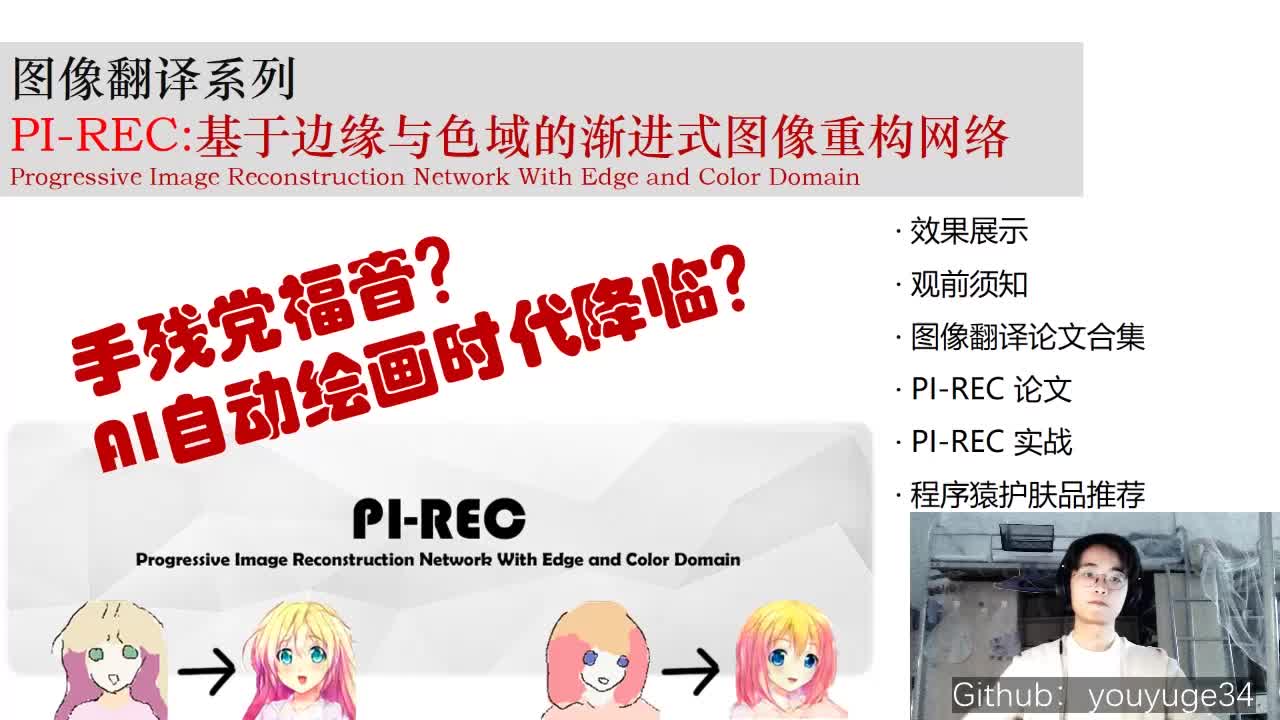 图像翻译系列
PI-REC:基于边缘与色域的渐进式图像重构网络
Progressive Image Reconstruction Network With Edge and Color Domain
手残党福音?
AI自动绘画时代降临?
PI-REC
Progressive Image Reconstruction Network With Edge and Color Domain
· 效果展示
· 观前须知
· 图像翻译论文合集
· PI-REC 论文
· PI-REC 实战
· 程序猿护肤品推荐
Github： youyuge34